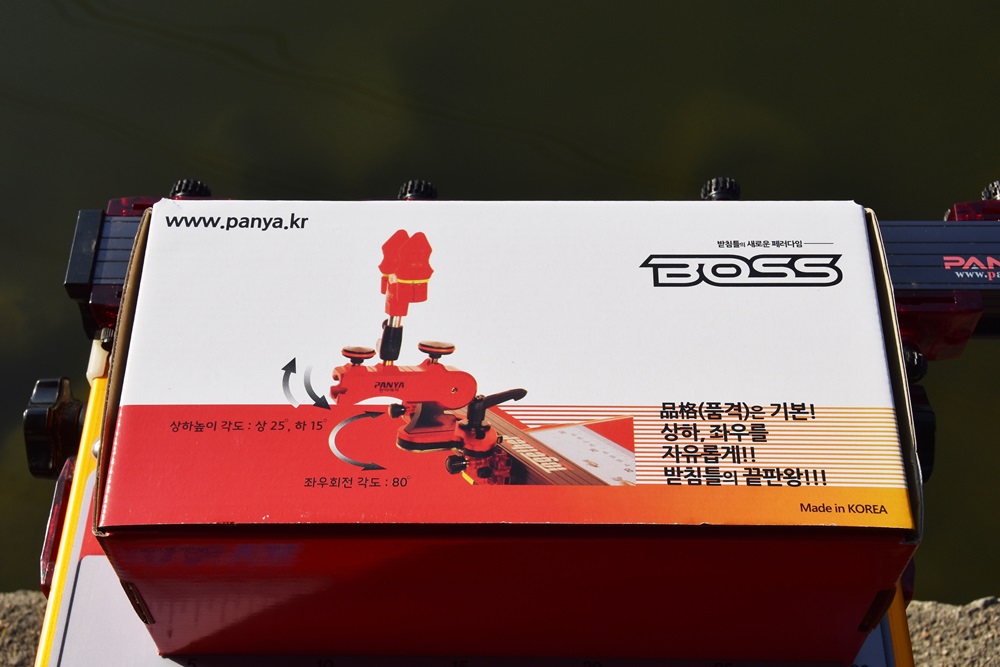 www.panya.kr
받침틀의 새로운 페러다임
BOSS
PANYA
상하높이 각도 : 상 25°, 하 15°
좌우회전 각도 : 80°
品格(품격)은 기본!
상하, 좌우를
자유롭게!!
받침틀의 끝판왕!!!
Made in KOREA